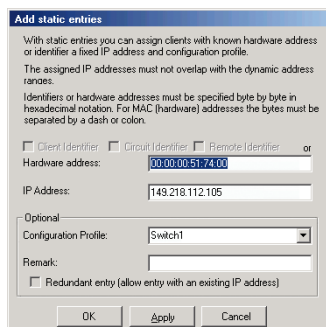 Add static entries
With static entries you can assign clients with known hardware address
or identifier a fixed IP address and configuration profile.
The assigned IP addresses must not overlap with the dynamic address
ranges.
Identifiers or hardware addresses must be specified byte by byte in
hexadecimal notation. For MAC (hardware) addresses the bytes must be
separated by a dash or colon.
Client Identifier Circuit Identifier Remote Identifier or
Hardware address: 00:00:00:51:74:00
IP Address: 149.218.112.105
Optional
Configuration Profile: Switch1
Remark:
Redundant entry (allow entry with an existing IP address)
OK Apply Cancel